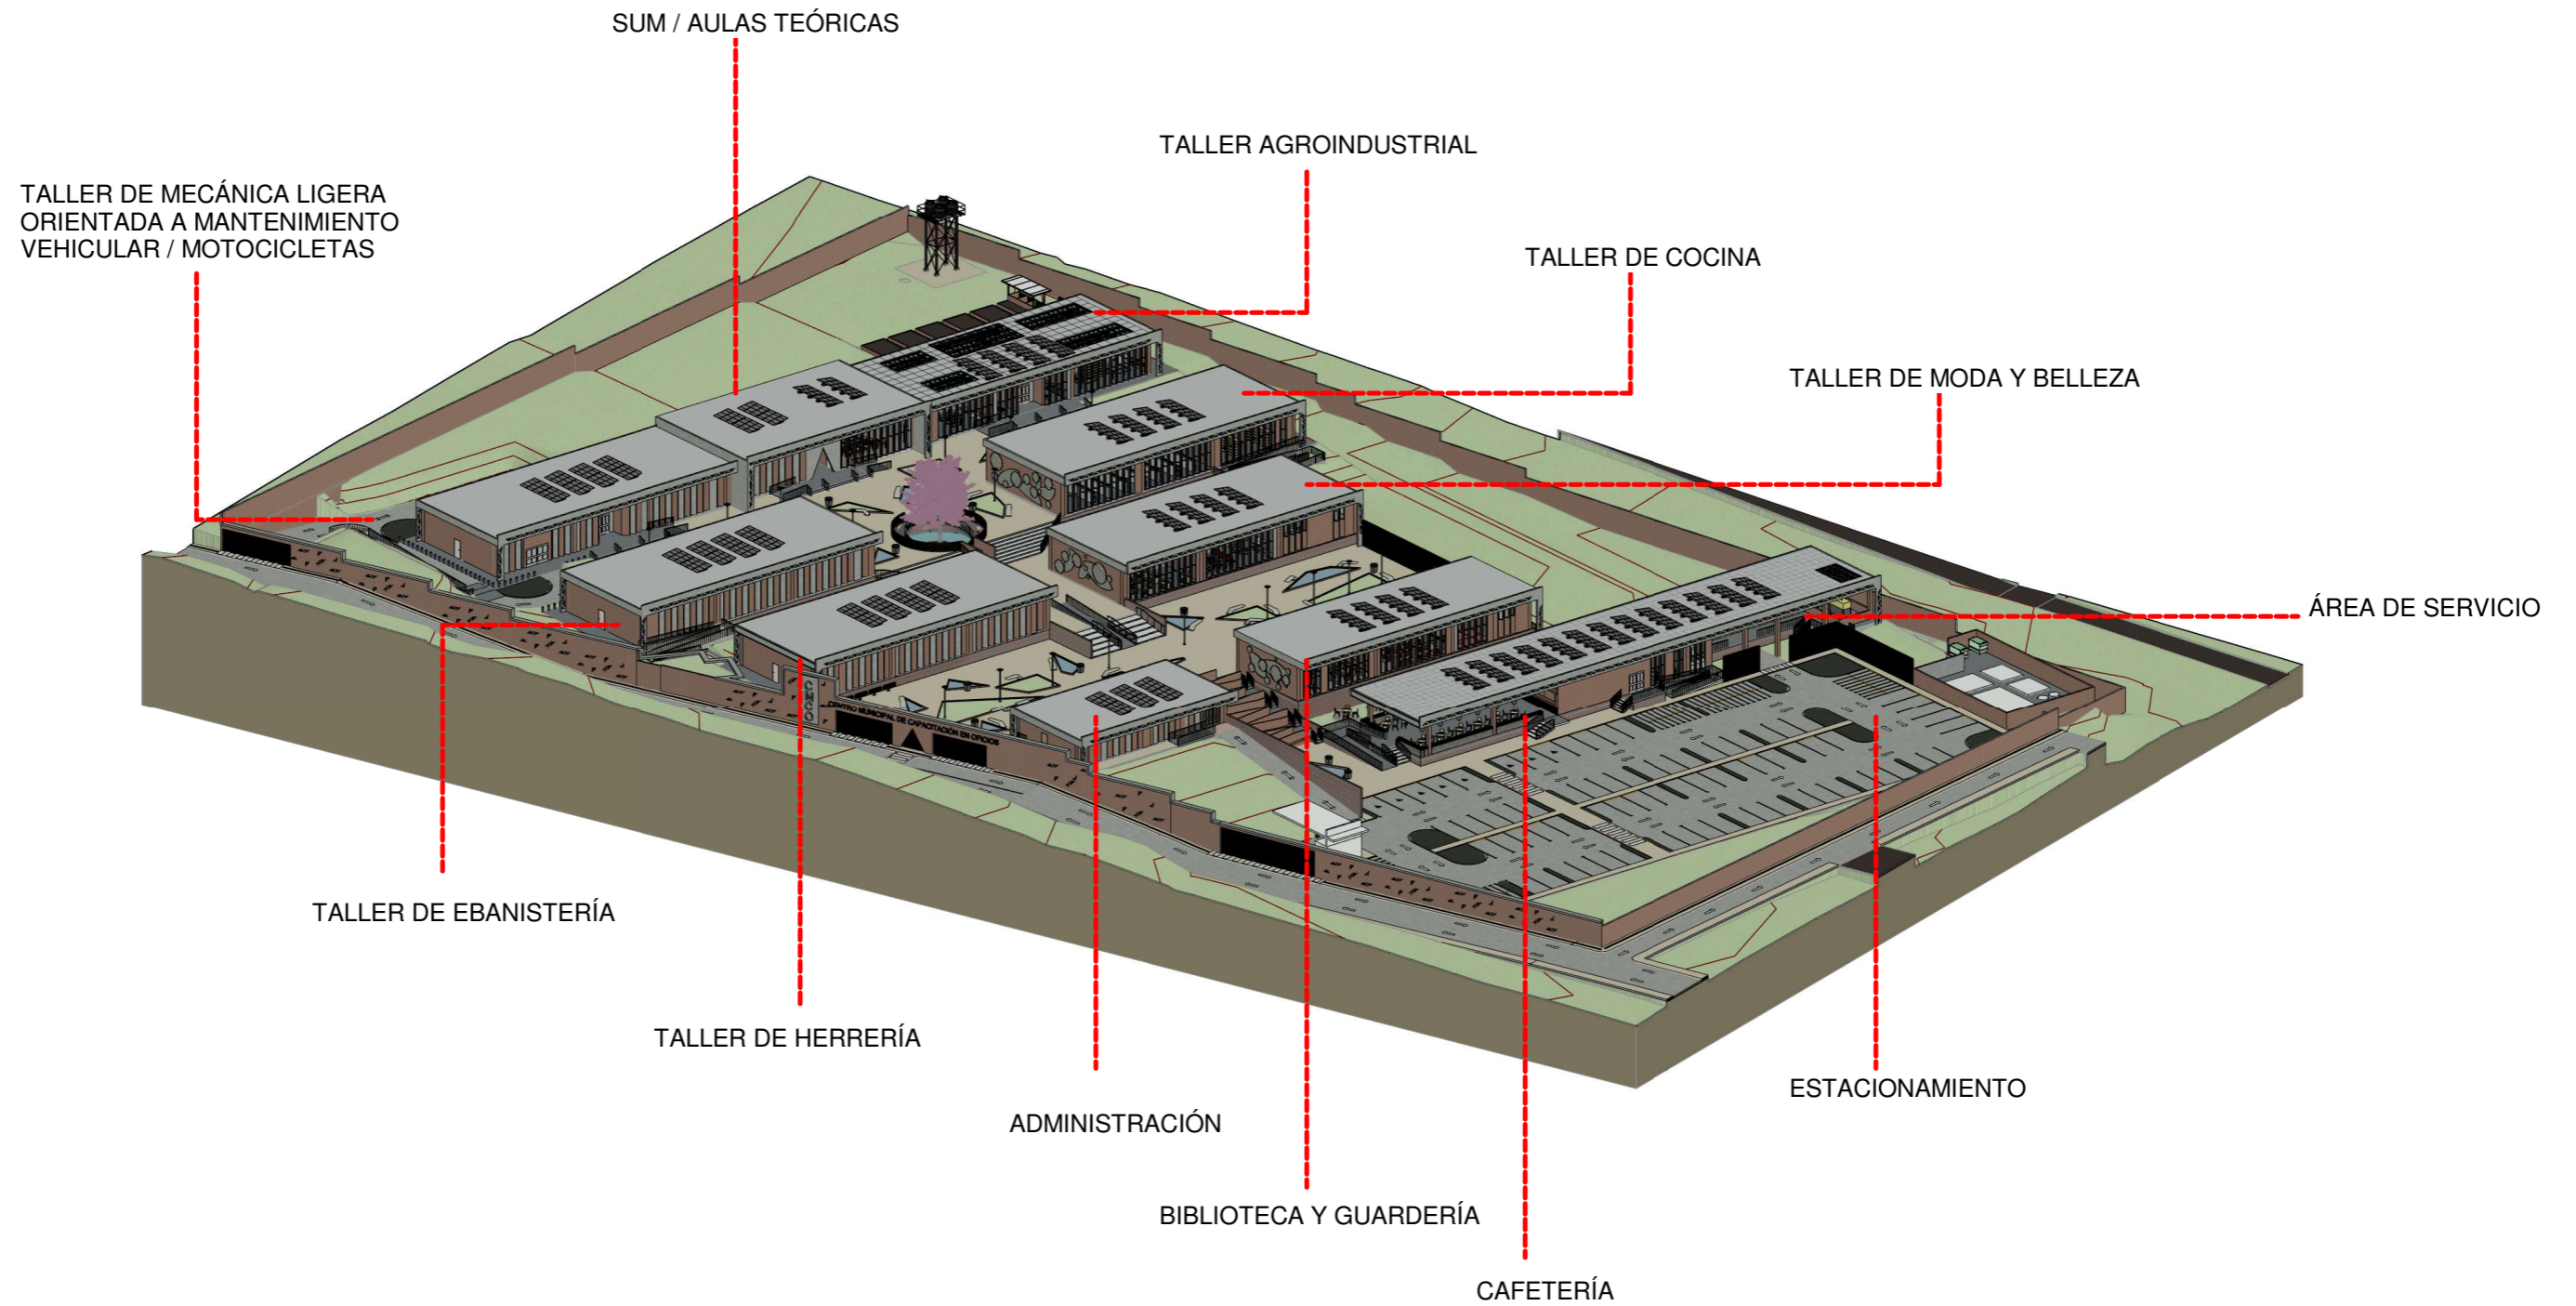 SUM / AULAS TEÓRICAS
TALLER AGROINDUSTRIAL
TALLER DE MECÁNICA LIGERA
ORIENTADA A MANTENIMIENTO
VEHICULAR / MOTOCICLETAS
TALLER DE COCINA
TALLER DE MODA Y BELLEZA
ÁREA DE SERVICIO
CMCO
CENTRO MUNICIPAL DE CAPACITACIÓN EN OFICIOS
TALLER DE EBANISTERÍA
TALLER DE HERRERÍA
ADMINISTRACIÓN
ESTACIONAMIENTO
BIBLIOTECA Y GUARDERÍA
CAFETERÍA